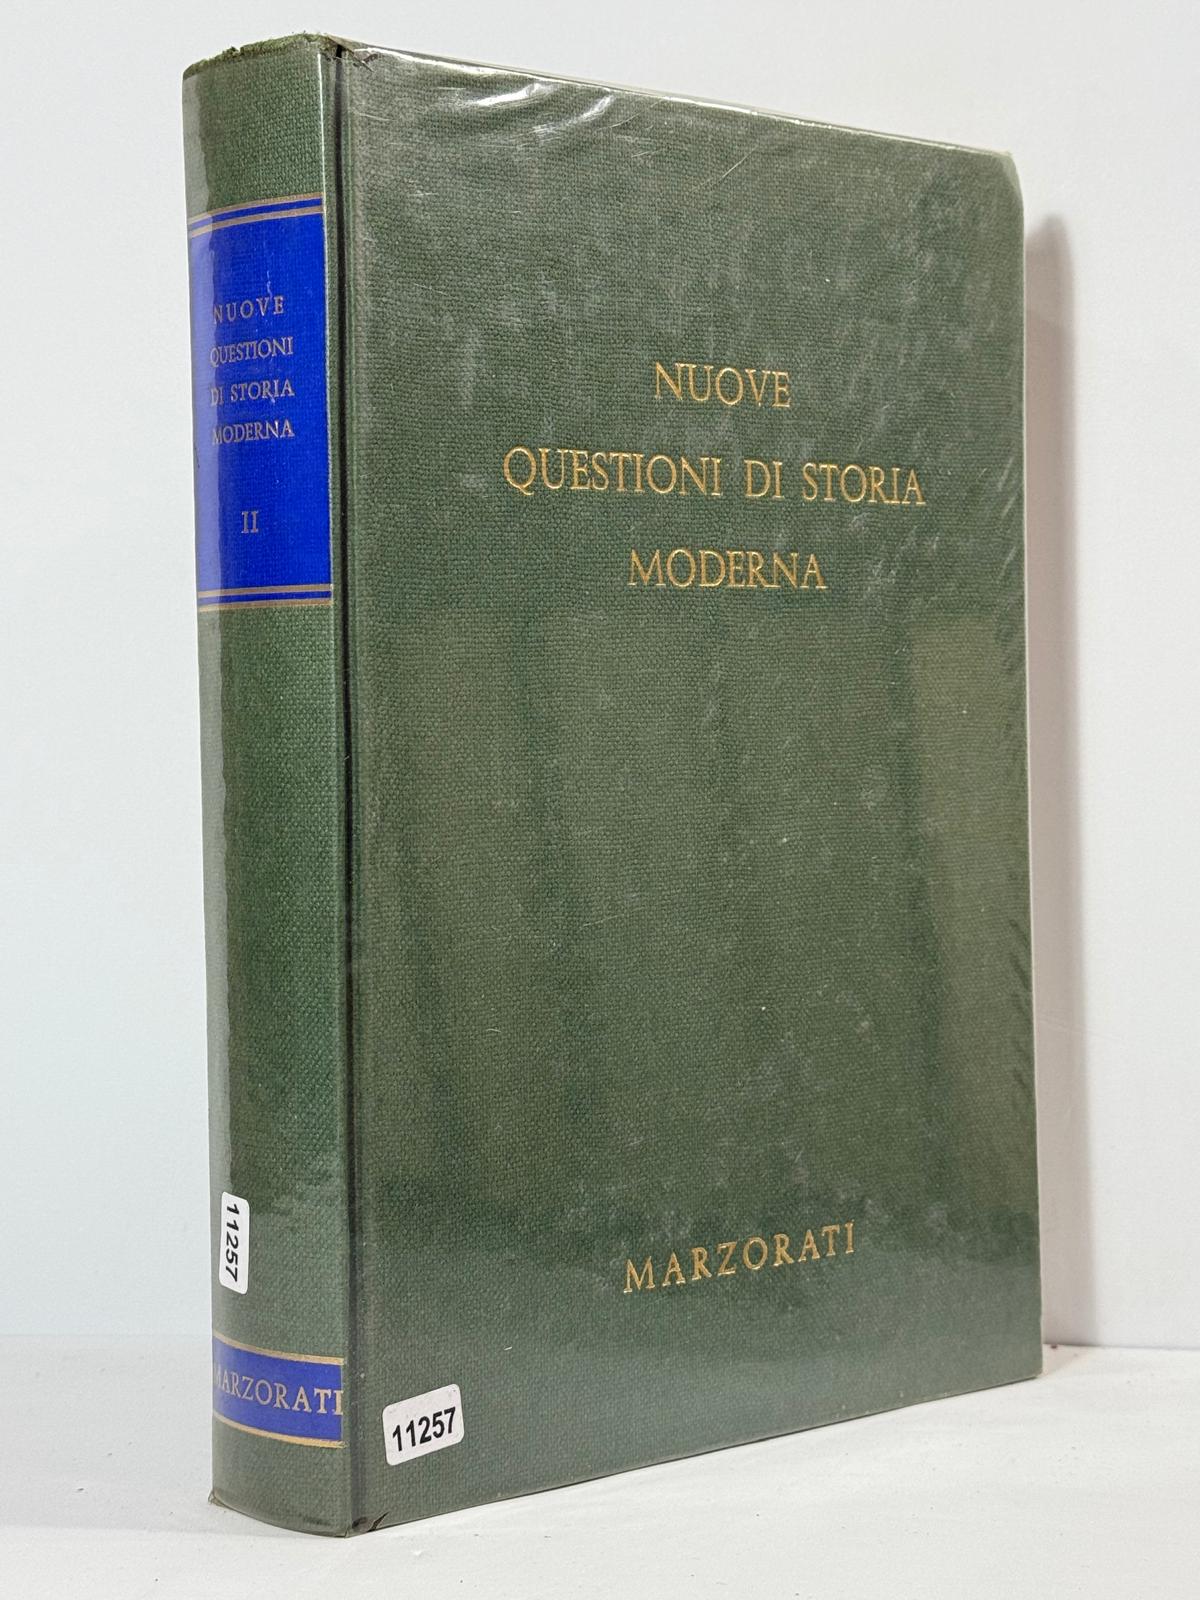 NUOVE
QUESTIONI
DI STORIA
MODERNA
II
11257
MARZORATI
NUOVE
QUESTIONI DI STORIA
MODERNA
MARZORATI
11257